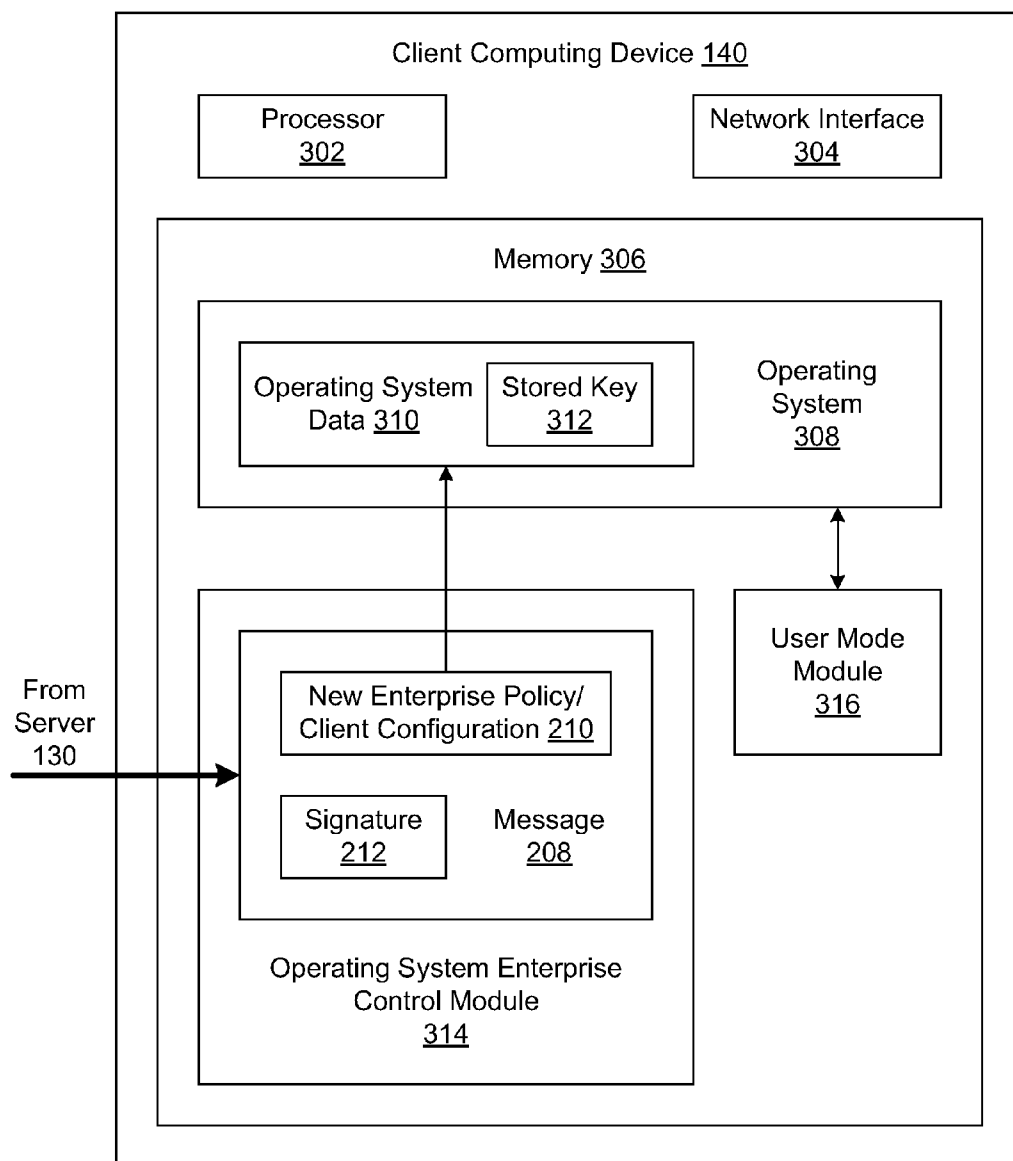 Client Computing Device 140
Processor
302
Network Interface
304
Memory 306
Operating System
Data 310
Stored Key
312
Operating
System
308
New Enterprise Policy/
Client Configuration 210
Signature
212
Message
208
Operating System Enterprise
Control Module
314
User Mode
Module
316
From
Server
130